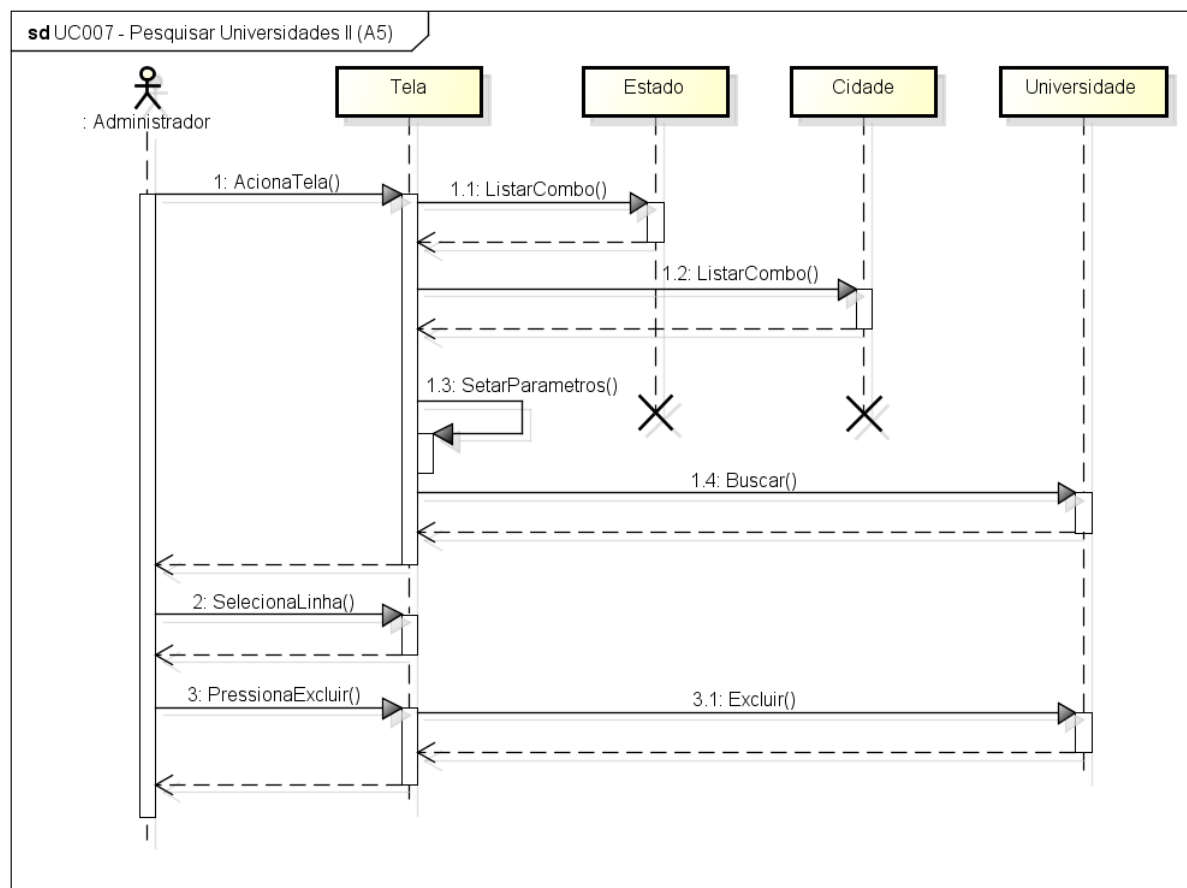 sd UC007 - Pesquisar Universidades II (A5)
Tela
Estado
Cidade
Universidade
: Administrador
1: AcionaTela()
1.1: ListarCombo()
1.2: ListarCombo()
1.3: SetarParametros()
1.4: Buscar()
2: SelecionaLinha()
3: PressionaExcluir()
3.1: Excluir()